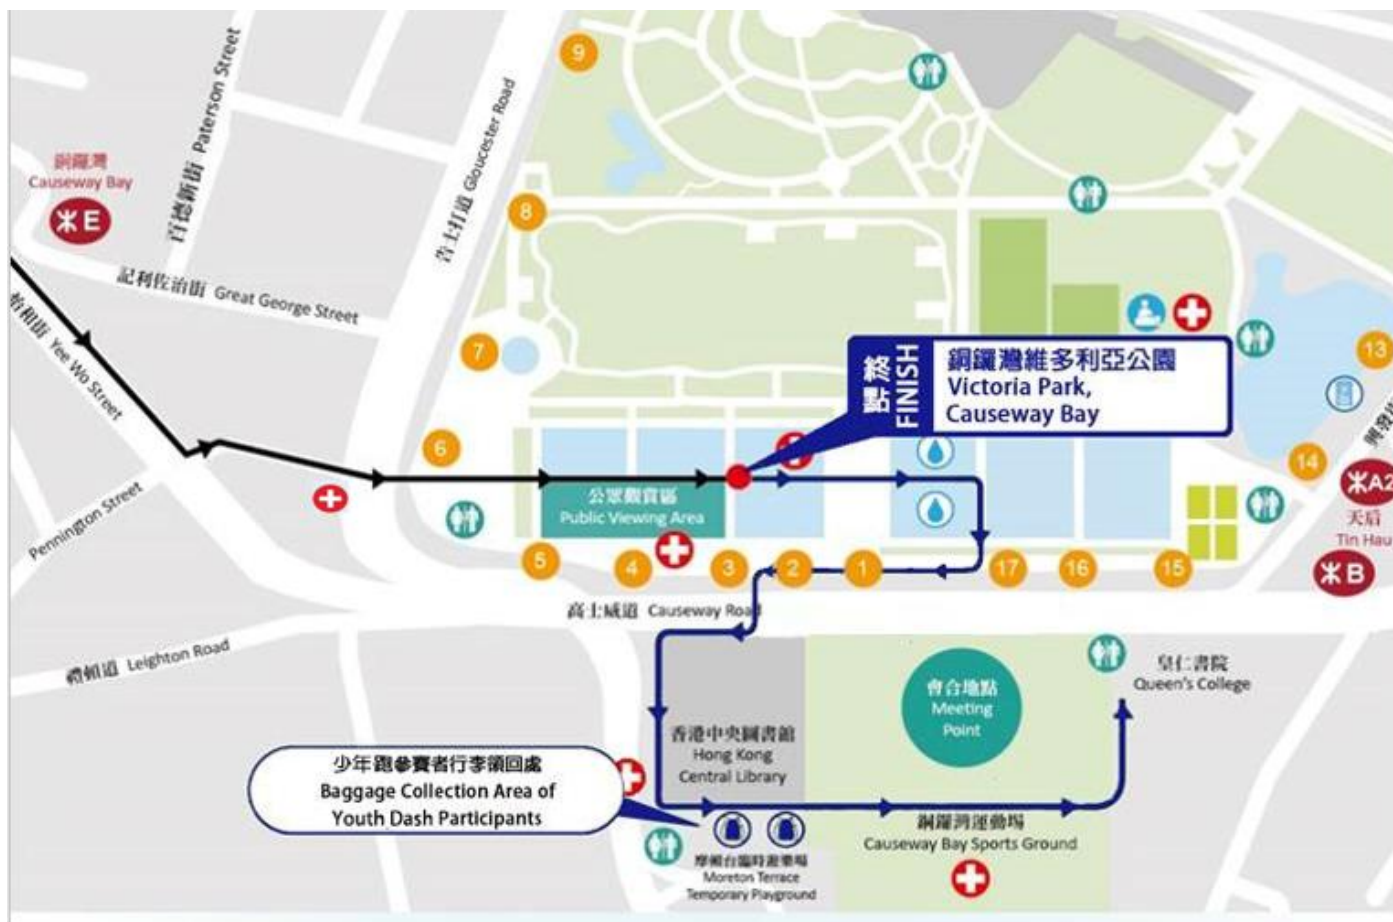 9
銅鑼灣
Causeway Bay
E
百德新街 Paterson Street
告士打道 Gloucester Road
8
記利佐治街 Great George Street
怡和街 Yee Wo Street
7
終點
FINISH
銅鑼灣維多利亞公園
Victoria Park,
Causeway Bay
13
6
14
A2
天后
Tin Hau
B
Pennington Street
公眾觀賞區
Public Viewing Area
5
4
3
2
1
17
16
15
高士威道 Causeway Road
禮頓道 Leighton Road
會合地點
Meeting
Point
皇仁書院
Queen's College
香港中央圖書館
Hong Kong
Central Library
少年跑參賽者行李領回處
Baggage Collection Area of
Youth Dash Participants
銅鑼灣運動場
Causeway Bay Sports Ground
摩頓台臨時遊樂場
Moreton Terrace
Temporary Playground